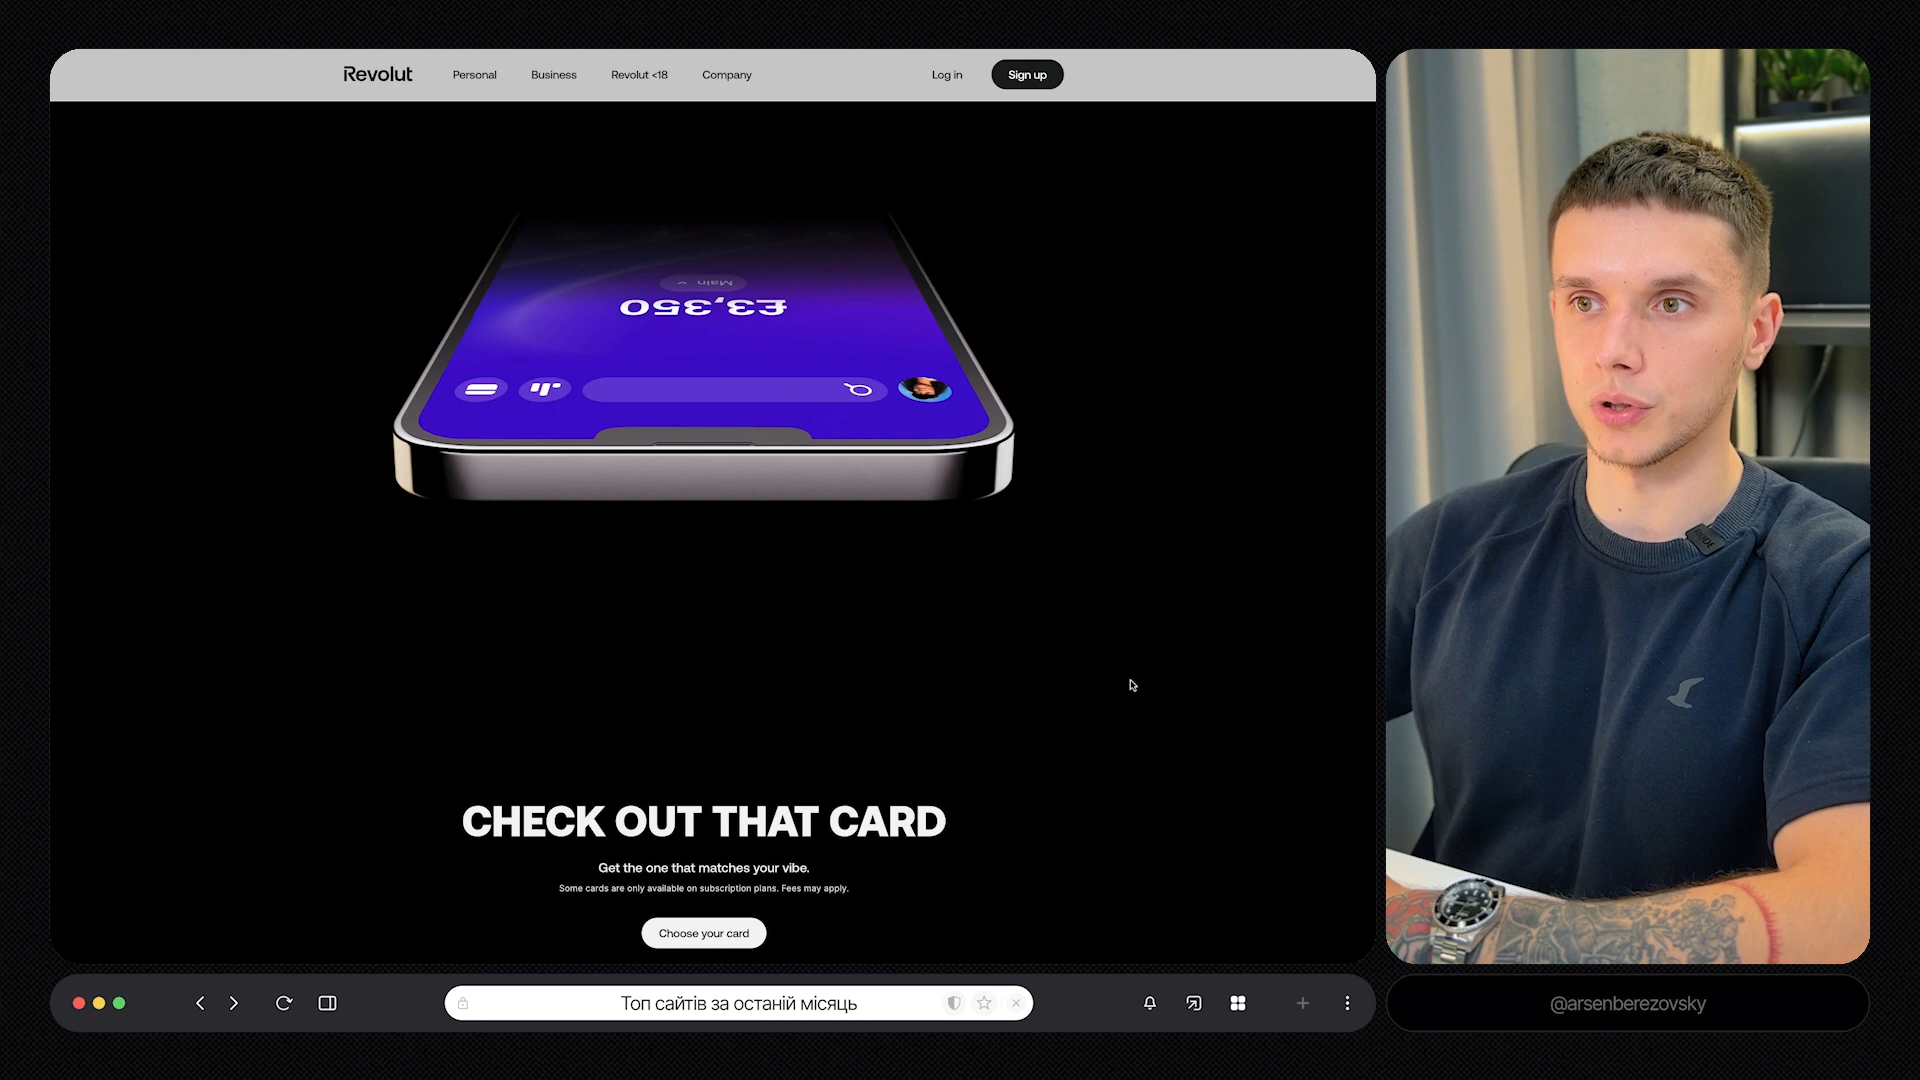 Revolut Personal Business Revolut <18 Company Log in Sign up
Main
£3,350
CHECK OUT THAT CARD
Get the one that matches your vibe.
Some cards are only available on subscription plans. Fees may apply.
Choose your card
RODE
Топ сайтів за останій місяць
@arsenberezovsky